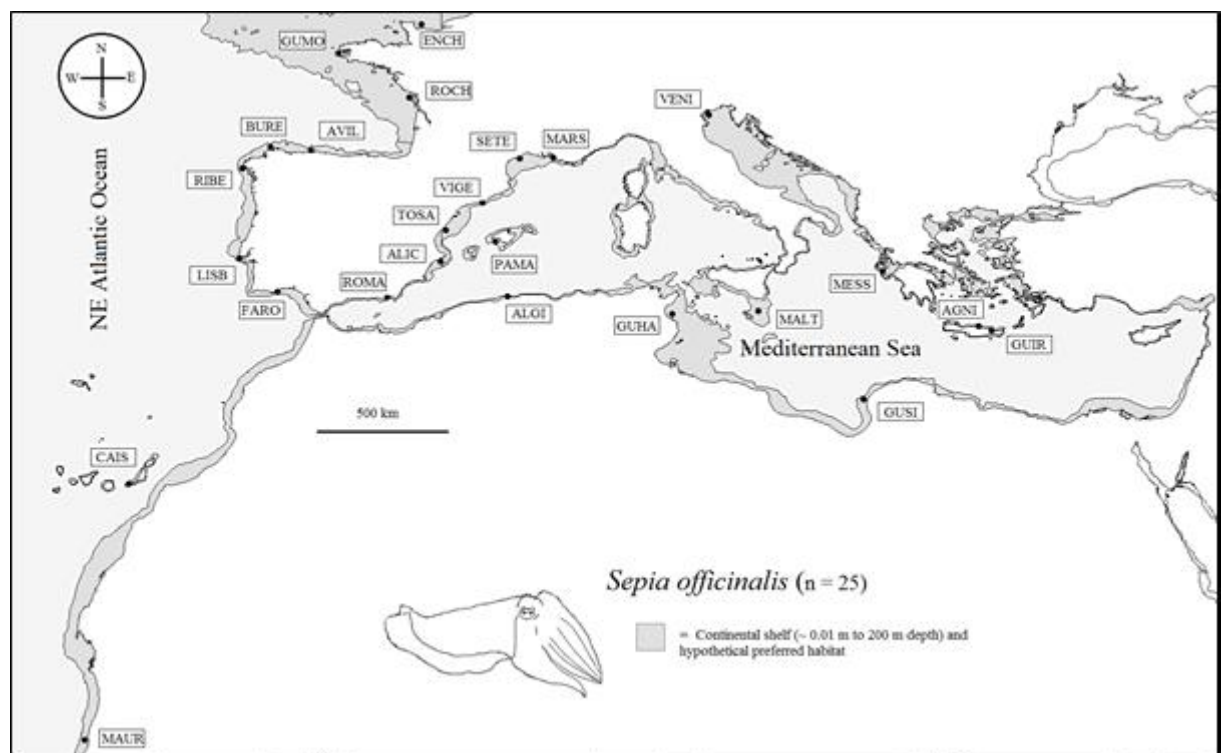 GUMO
ENCH
N
W E
S
ROCH
VENI
BURE
AVIL
SETE
MARS
RIBE
VIGE
TOSA
ALIC
PAMA
LISB
ROMA
FARO
ALGI
GUHA
MALT
MESS
AGNI
GUIR
Mediterranean Sea
NE Atlantic Ocean
500 km
GUSI
CAIS
Sepia officinalis (n = 25)
= Continental shelf (~ 0.01 m to 200 m depth) and
hypothetical preferred habitat
MAUR